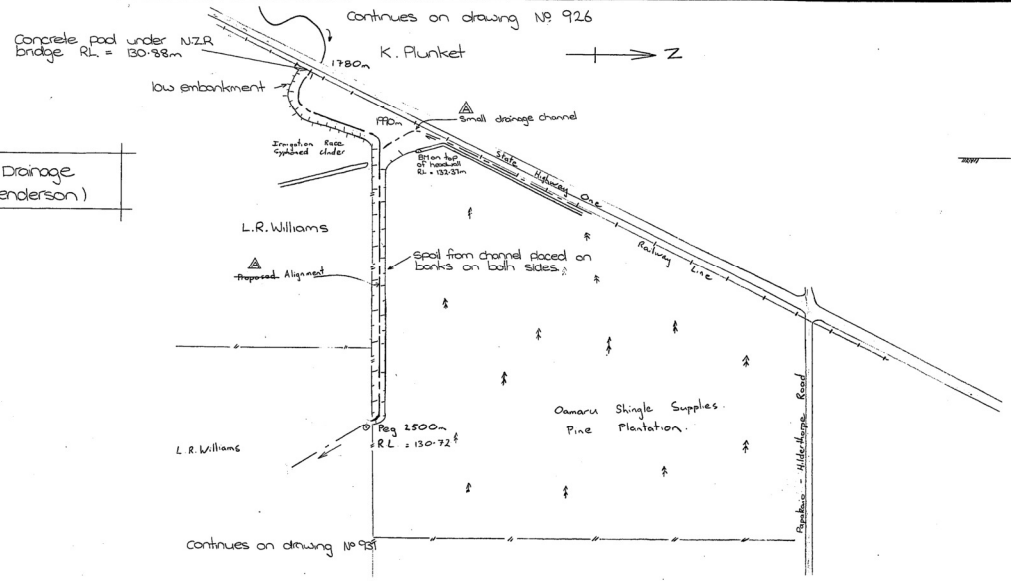 Continues on drawing Nº 926
Concrete pad under N.Z.R
bridge RL = 130·88m
1780m
K. Plunket
Z
low embankment
1990m
Small drainage channel
Irrigation Race
Syphoned Under
BM on top
of headwall
RL = 132·37m
State Highway One
Drainage
enderson)
L.R. Williams
Railway Line
Spoil from channel placed on
banks on both sides.
Proposed Alignment
Oamaru Shingle Supplies.
Pine Plantation.
Papakaio - Hilderthorpe Road
Peg 2500m
RL = 130·72
L.R. Williams
Continues on drawing Nº 931